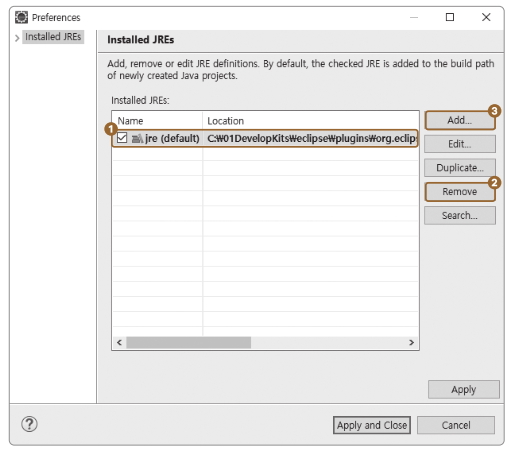 Preferences
Installed JREs
Installed JREs
Add, remove or edit JRE definitions. By default, the checked JRE is added to the build path
of newly created Java projects.
Installed JREs:
Name Location
1
jre (default) C:₩01DevelopKits₩eclipse₩plugins₩org.eclip
3
Add...
Edit...
Duplicate...
2
Remove
Search...
Apply
?
Apply and Close Cancel